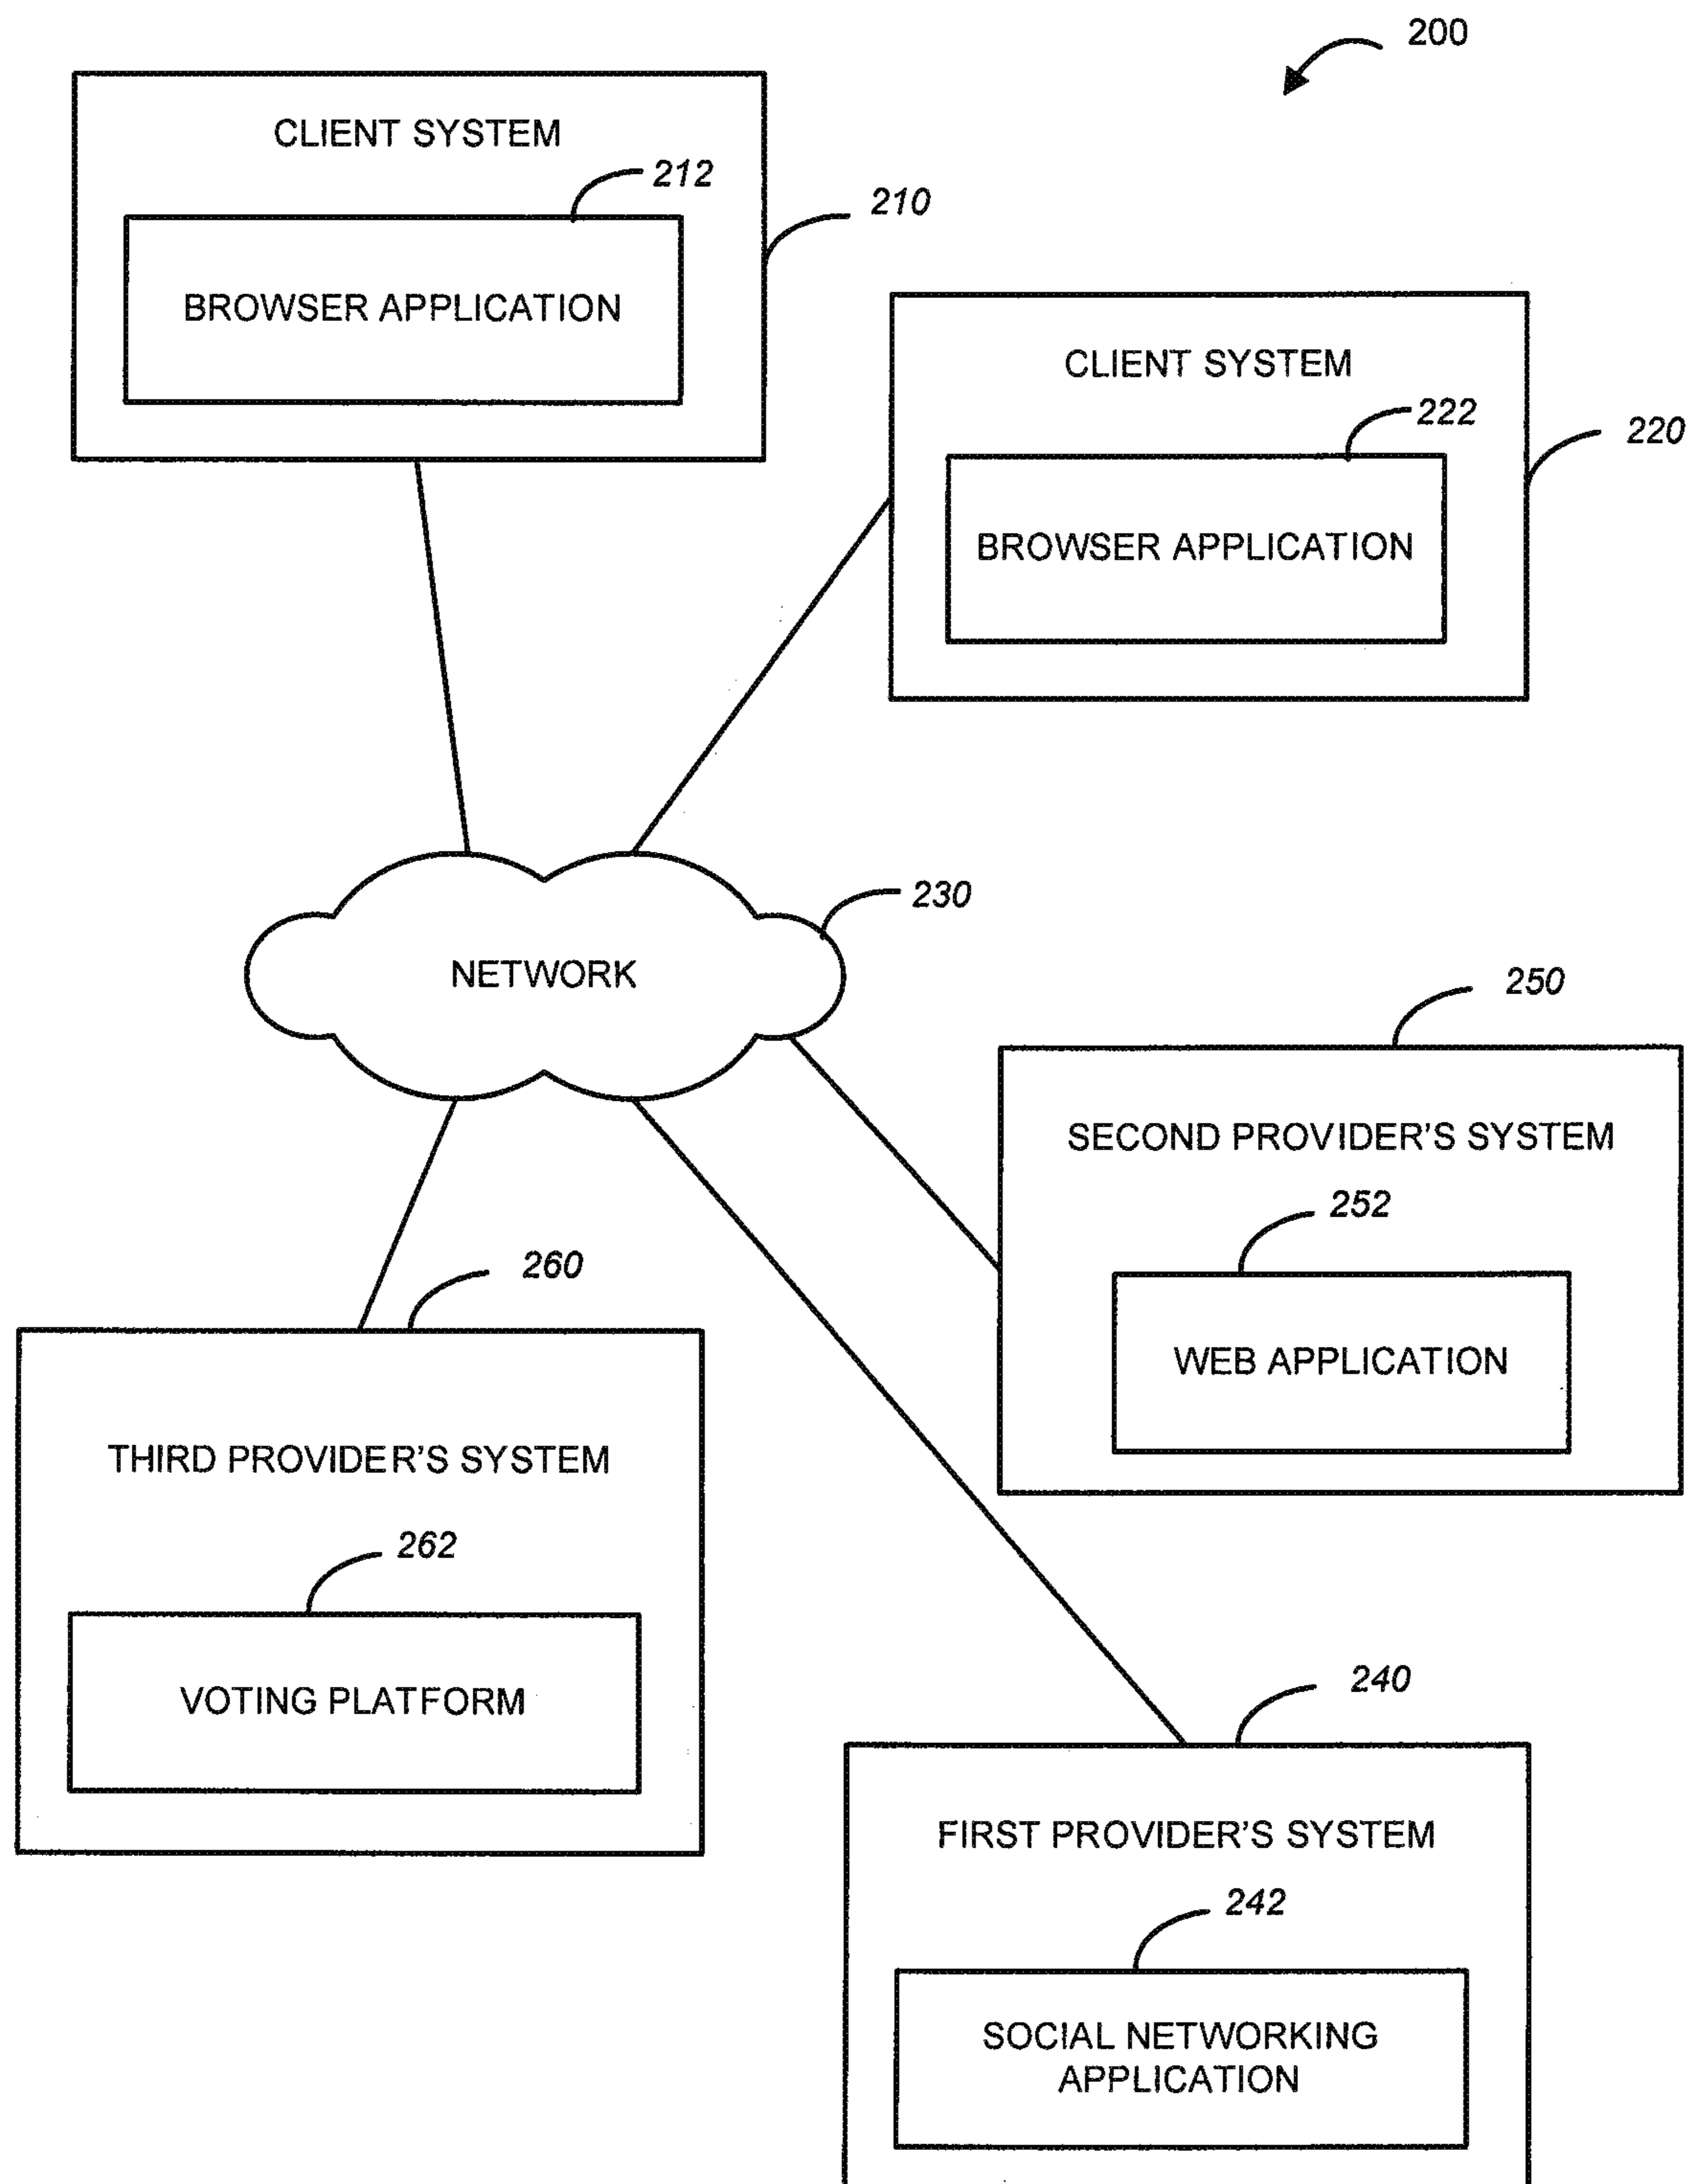 200
CLIENT SYSTEM
212
210
BROWSER APPLICATION
CLIENT SYSTEM
222
220
BROWSER APPLICATION
230
NETWORK
250
SECOND PROVIDER'S SYSTEM
252
WEB APPLICATION
260
THIRD PROVIDER'S SYSTEM
262
VOTING PLATFORM
240
FIRST PROVIDER'S SYSTEM
242
SOCIAL NETWORKING
APPLICATION